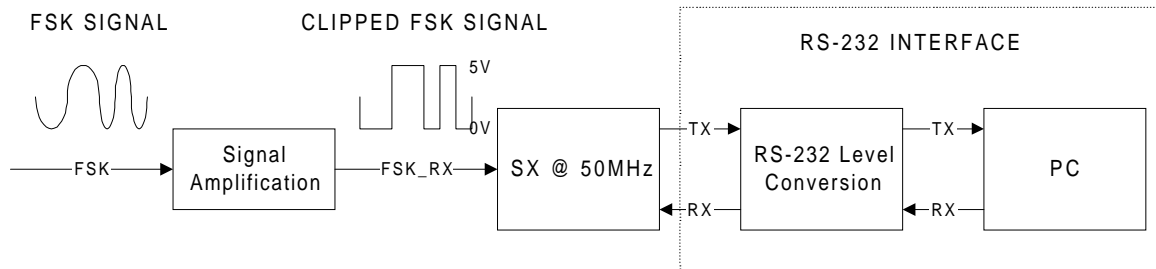 FSK SIGNAL
CLIPPED FSK SIGNAL
RS-232 INTERFACE
5V
0V
FSK
Signal
Amplification
FSK_RX
SX @ 50MHz
TX
RX
RS-232 Level
Conversion
TX
RX
PC